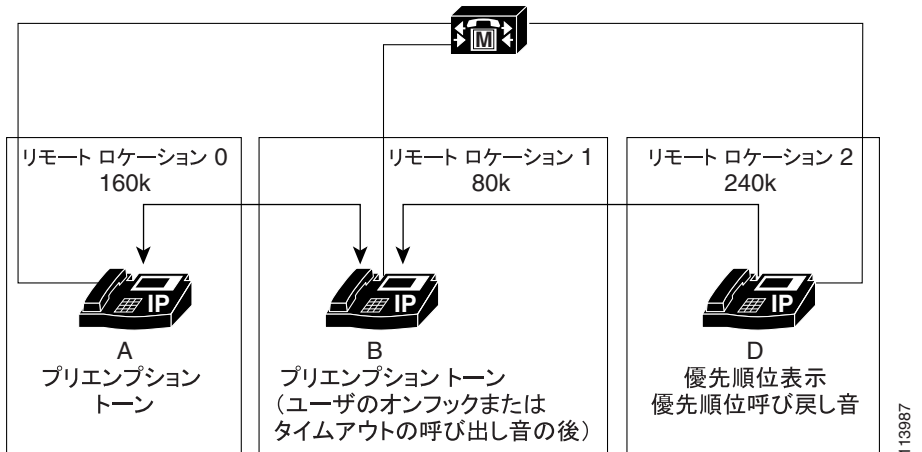 M
リモート ロケーション 0
160k
リモート ロケーション 1
80k
リモート ロケーション 2
240k
IP
IP
IP
A
プリエンプション
トーン
B
プリエンプション トーン
（ユーザのオンフックまたは
タイムアウトの呼び出し音の後）
D
優先順位表示
優先順位呼び戻し音
113987